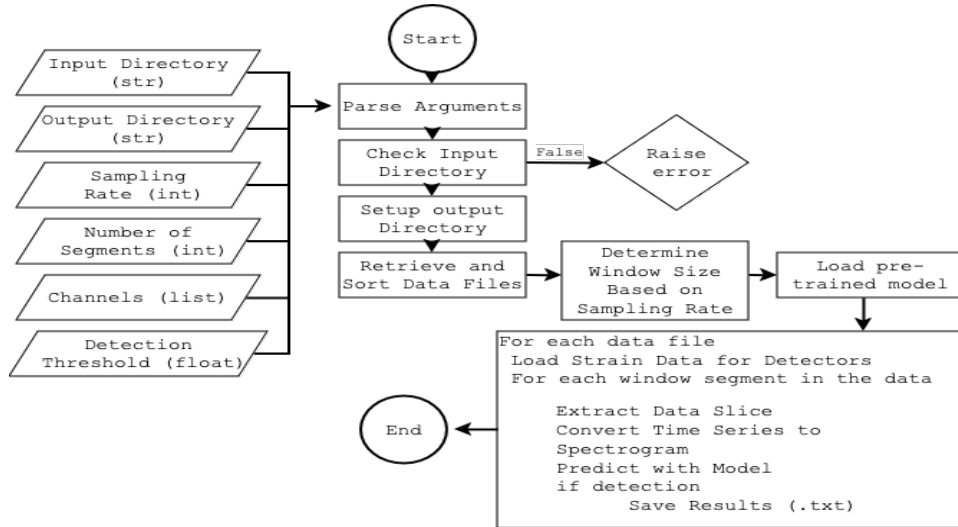 Start
Input Directory
(str)
Output Directory
(str)
Sampling
Rate (int)
Number of
Segments (int)
Channels (list)
Detection
Threshold (float)
Parse Arguments
Check Input
Directory
False
Raise
error
Setup output
Directory
Retrieve and
Sort Data Files
Determine
Window Size
Based on
Sampling Rate
Load pre-
trained model
For each data file
Load Strain Data for Detectors
For each window segment in the data
Extract Data Slice
Convert Time Series to
Spectrogram
Predict with Model
if detection
Save Results (.txt)
End